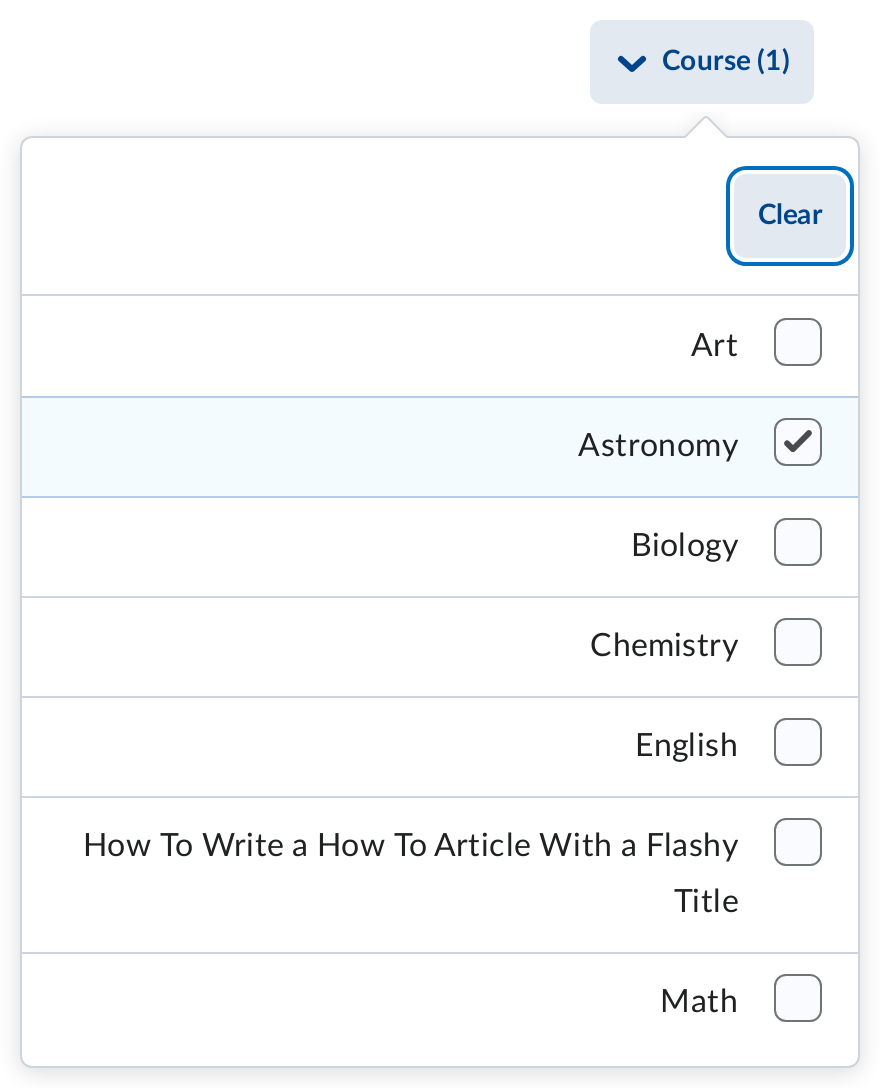 Course (1)
Clear
Art
Astronomy
Biology
Chemistry
English
How To Write a How To Article With a Flashy
Title
Math